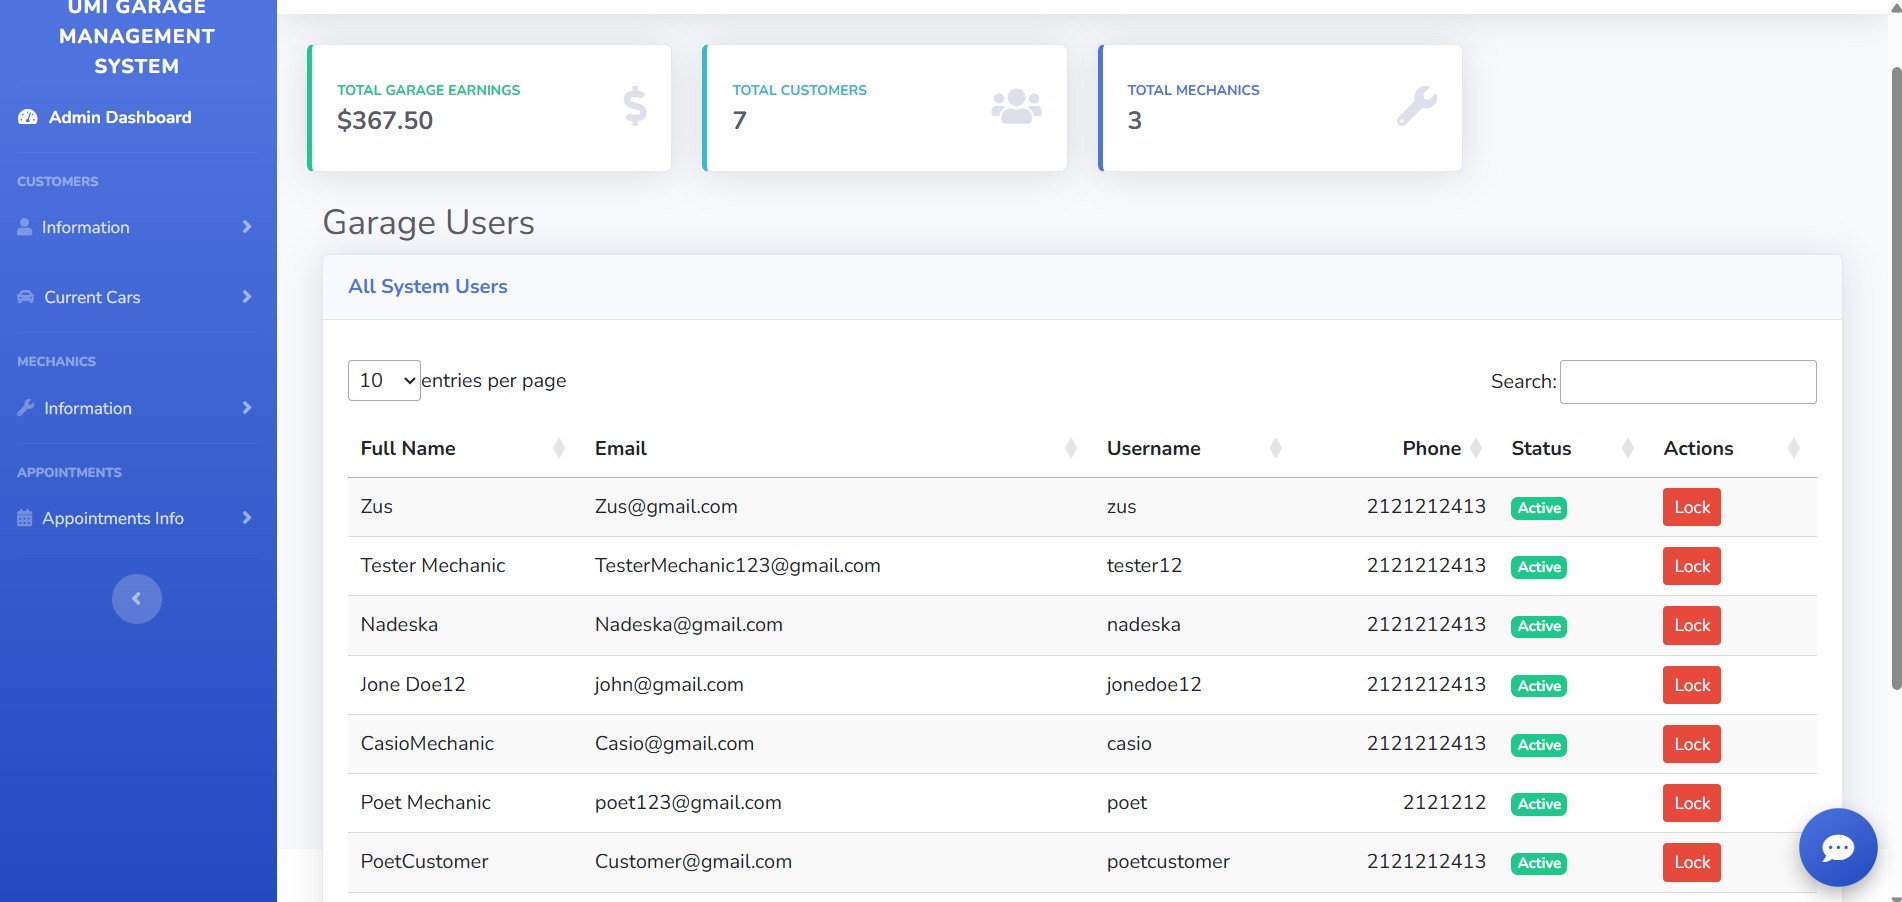 UMI GARAGE
MANAGEMENT
SYSTEM
Admin Dashboard
CUSTOMERS
Information
Current Cars
MECHANICS
Information
APPOINTMENTS
Appointments Info
TOTAL GARAGE EARNINGS
$367.50
TOTAL CUSTOMERS
7
TOTAL MECHANICS
3
Garage Users
All System Users
10 entries per page
Search:
Full Name Email Username Phone Status Actions
Zus Zus@gmail.com zus 2121212413 Active Lock
Tester Mechanic TesterMechanic123@gmail.com tester12 2121212413 Active Lock
Nadeska Nadeska@gmail.com nadeska 2121212413 Active Lock
Jone Doe12 john@gmail.com jonedoe12 2121212413 Active Lock
CasioMechanic Casio@gmail.com casio 2121212413 Active Lock
Poet Mechanic poet123@gmail.com poet 2121212 Active Lock
PoetCustomer Customer@gmail.com poetcustomer 2121212413 Active Lock